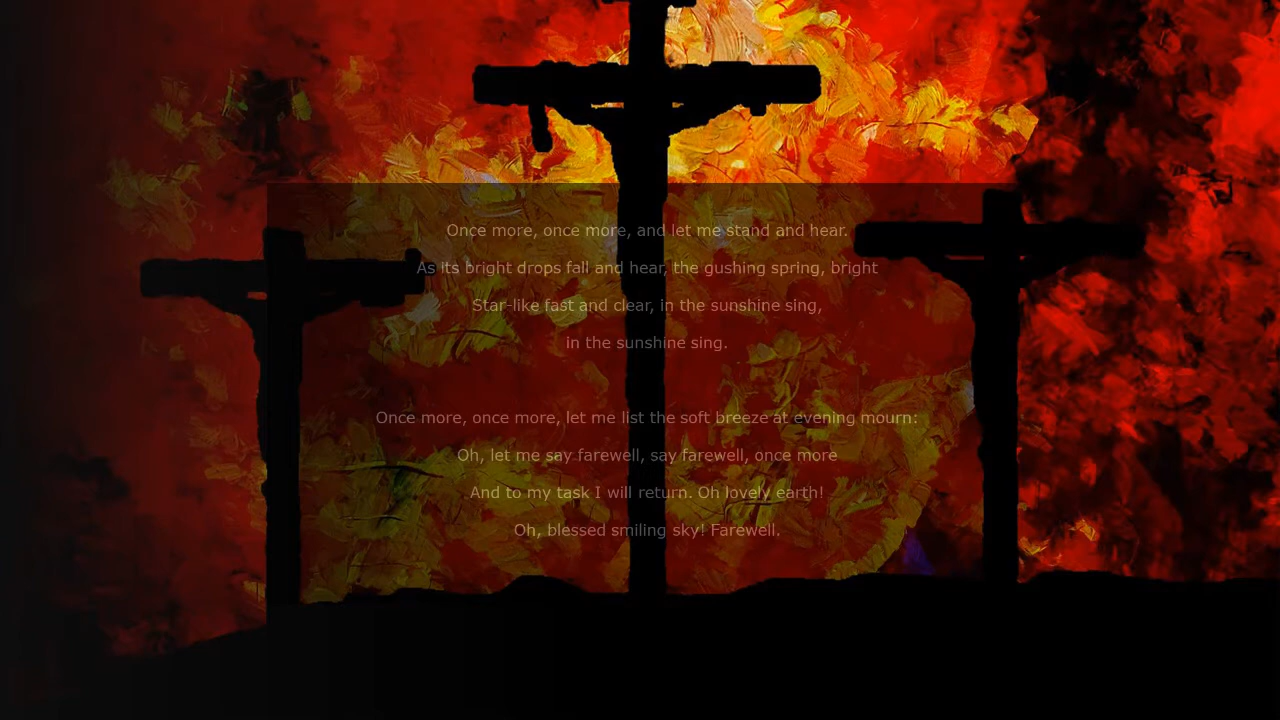 Once more, once more, and let me stand and hear.
As its bright drops fall and hear, the gushing spring, bright
Star-like fast and clear, in the sunshine sing,
in the sunshine sing.
Once more, once more, let me list the soft breeze at evening mourn:
Oh, let me say farewell, say farewell, once more
And to my task I will return. Oh lovely earth!
Oh, blessed smiling sky! Farewell.